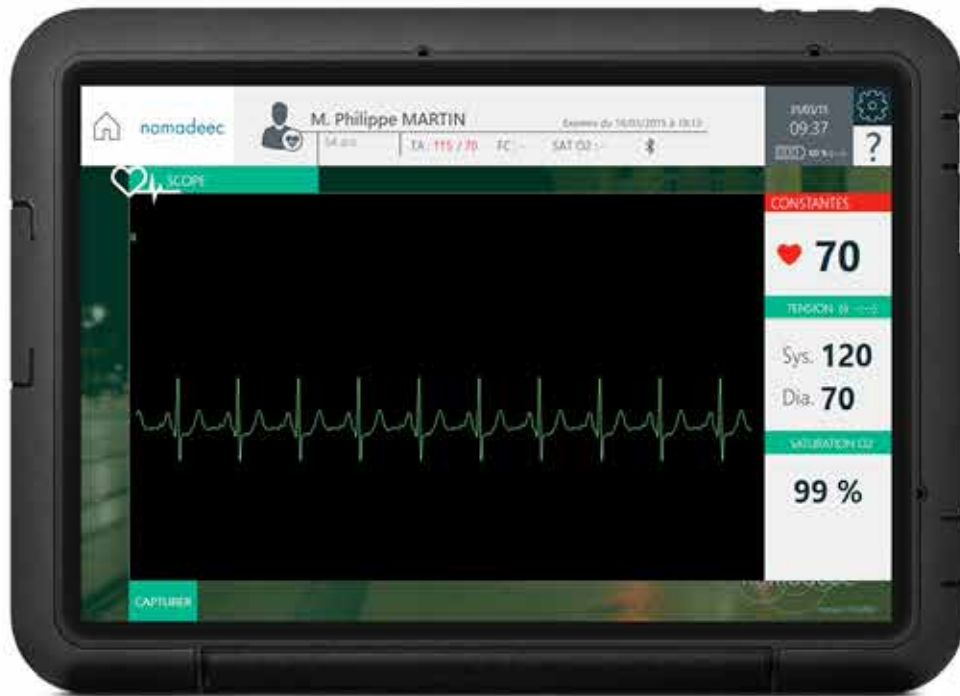 nomadeec
M. Philippe MARTIN
TA : 115 / 70 FC : - SAT O2 : -
09:37
?
SCOPE
CONSTANTES
70
TENSION
Sys. 120
Dia. 70
SATURATION O2
99 %
CAPTURER